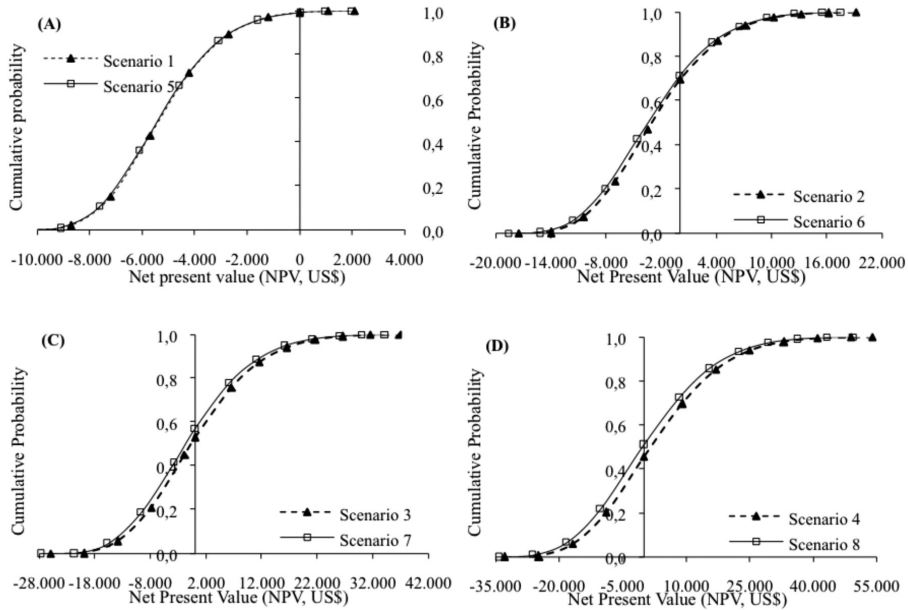 (A)
Cumulative probability
1,0
0,8
0,6
0,4
0,2
0,0
Scenario 1
Scenario 5
-10.000 -8.000 -6.000 -4.000 -2.000 0 2.000 4.000
Net present value (NPV, US$)
(B)
Cumulative Probability
1,0
0,8
0,6
0,4
0,2
0,0
Scenario 2
Scenario 6
-20.000 -14.000 -8.000 -2.000 4.000 10.000 16.000 22.000
Net Present Value (NPV, US$)
(C)
Cumulative Probability
1,0
0,8
0,6
0,4
0,2
0,0
Scenario 3
Scenario 7
-28.000 -18.000 -8.000 2.000 12.000 22.000 32.000 42.000
Net Present Value (NPV, US$)
(D)
Cumulative Probability
1,0
0,8
0,6
0,4
0,2
0,0
Scenario 4
Scenario 8
-35.000 -20.000 -5.000 10.000 25.000 40.000 55.000
Net Present Value (NPV, US$)